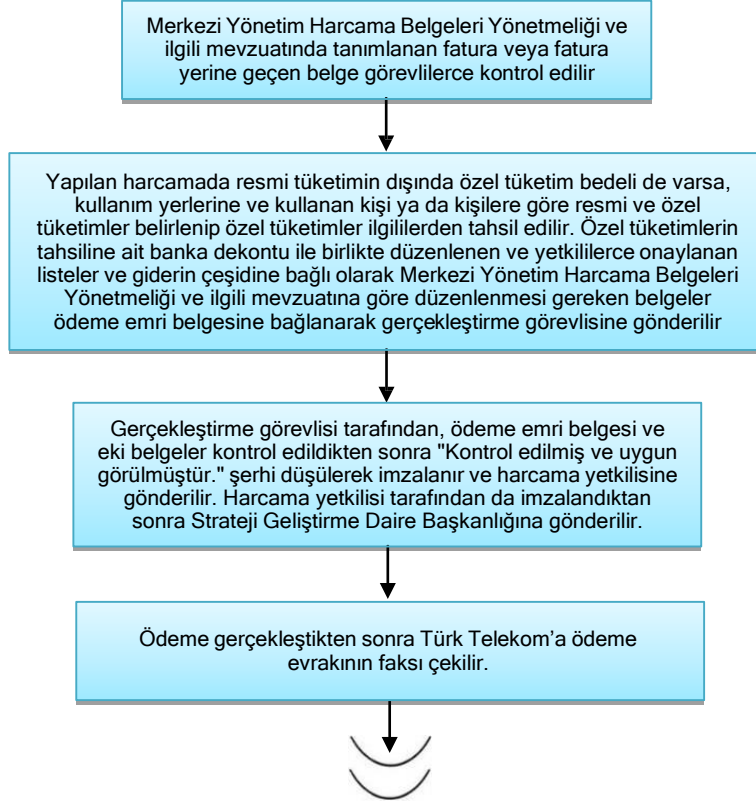 Merkezi Yönetim Harcama Belgeleri Yönetmeliği ve
ilgili mevzuatında tanımlanan fatura veya fatura
yerine geçen belge görevlilerce kontrol edilir
Yapılan harcamada resmi tüketimin dışında özel tüketim bedeli de varsa,
kullanım yerlerine ve kullanan kişi ya da kişilere göre resmi ve özel
tüketimler belirlenip özel tüketimler ilgililerden tahsil edilir. Özel tüketimlerin
tahsiline ait banka dekontu ile birlikte düzenlenen ve yetkililerce onaylanan
listeler ve giderin çeşidine bağlı olarak Merkezi Yönetim Harcama Belgeleri
Yönetmeliği ve ilgili mevzuatına göre düzenlenmesi gereken belgeler
ödeme emri belgesine bağlanarak gerçekleştirme görevlisine gönderilir
Gerçekleştirme görevlisi tarafından, ödeme emri belgesi ve
eki belgeler kontrol edildikten sonra "Kontrol edilmiş ve uygun
görülmüştür." şerhi düşülerek imzalanır ve harcama yetkilisine
gönderilir. Harcama yetkilisi tarafından da imzalandıktan
sonra Strateji Geliştirme Daire Başkanlığına gönderilir.
Ödeme gerçekleştikten sonra Türk Telekom’a ödeme
evrakının faksı çekilir.